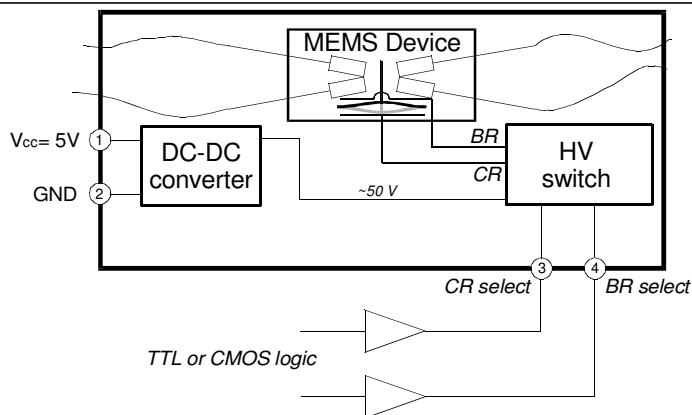 MEMS Device
Vcc= 5V
1
DC-DC
converter
BR
CR
HV
switch
GND
2
~50 V
3
4
CR select
BR select
TTL or CMOS logic